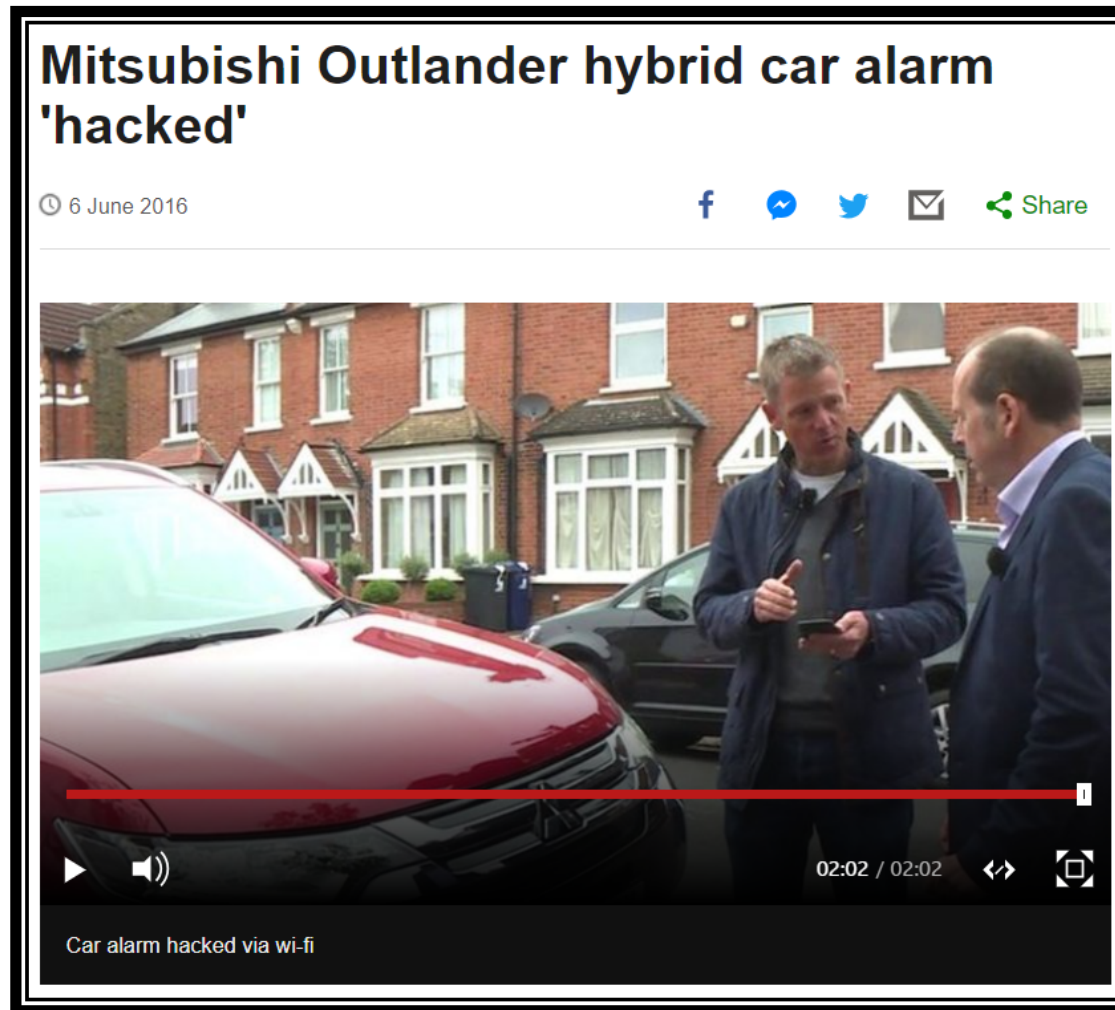 Mitsubishi Outlander hybrid car alarm
'hacked'
6 June 2016
Share
02:02 / 02:02
Car alarm hacked via wi-fi